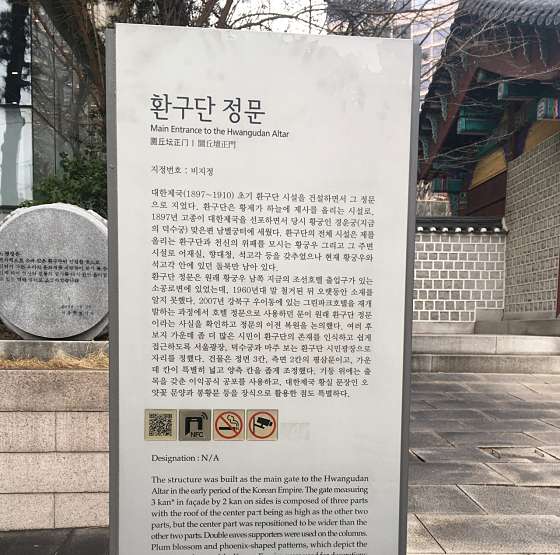 환구단 정문
Main Entrance to the Hwangudan Altar
圜丘坛正门 | 圜丘壇正門
지정번호 : 비지정
대한제국(1897~1910) 초기 환구단 시설을 건설하면서 그 정문
으로 지었다. 환구단은 황제가 하늘에 제사를 올리는 시설로,
1897년 고종이 대한제국을 선포하면서 당시 황궁인 경운궁(지금
의 덕수궁) 맞은편 남별궁터에 세웠다. 환구단의 전체 시설은 제를
올리는 환구단과 천신의 위패를 모시는 황궁우 그리고 그 주변
시설로 어재실, 향대청, 석고각 등을 갖추었으나 현재 황궁우와
석고각 안에 있던 돌북만 남아 있다.
환구단 정문은 원래 황궁우 남쪽 지금의 조선호텔 출입구가 있는
소공로변에 있었는데, 1960년대 말 철거된 뒤 오랫동안 소재를
알지 못했다. 2007년 강북구 우이동에 있는 그린파크호텔을 재개
발하는 과정에서 호텔 정문으로 사용하던 문이 원래 환구단 정문
이라는 사실을 확인하고 정문의 이전 복원을 논의했다. 여러 후
보지 가운데 좀 더 많은 시민이 환구단의 존재를 인식하고 쉽게
접근하도록 서울광장, 덕수궁과 마주 보는 환구단 시민광장으로
자리를 정했다. 건물은 정면 3칸, 측면 2칸의 평삼문이고, 가운
데 칸이 특별히 넓고 양측 칸을 좁게 조정했다. 기둥 위에는 출
목을 갖춘 이익공식 공포를 사용하고, 대한제국 황실 문장인 오
얏꽃 문양과 봉황문 등을 장식으로 활용한 점도 특별하다.
NFC
Designation : N/A
The structure was built as the main gate to the Hwangudan
Altar in the early period of the Korean Empire. The gate measuring
3 kan* in façade by 2 kan on sides is composed of three parts
with the roof of the center part being as high as the other two
parts, but the center part was repositioned to be wider than the
other two parts. Double eaves supporters were used on the columns.
Plum blossom and phoenix-shaped patterns, which depict the